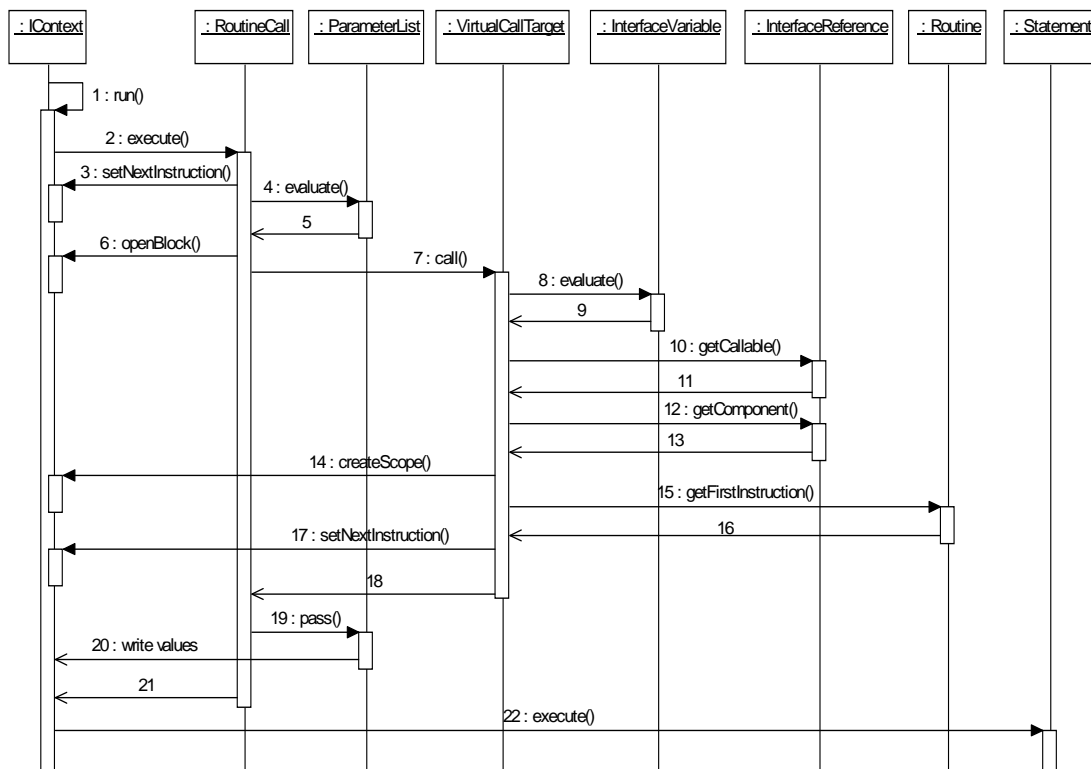 : IContext
: RoutineCall
: ParameterList
: VirtualCallTarget
: InterfaceVariable
: InterfaceReference
: Routine
: Statement
1 : run()
2 : execute()
3 : setNextInstruction()
4 : evaluate()
5
6 : openBlock()
7 : call()
8 : evaluate()
9
10 : getCallable()
11
12 : getComponent()
13
14 : createScope()
15 : getFirstInstruction()
16
17 : setNextInstruction()
18
19 : pass()
20 : write values
21
22 : execute()